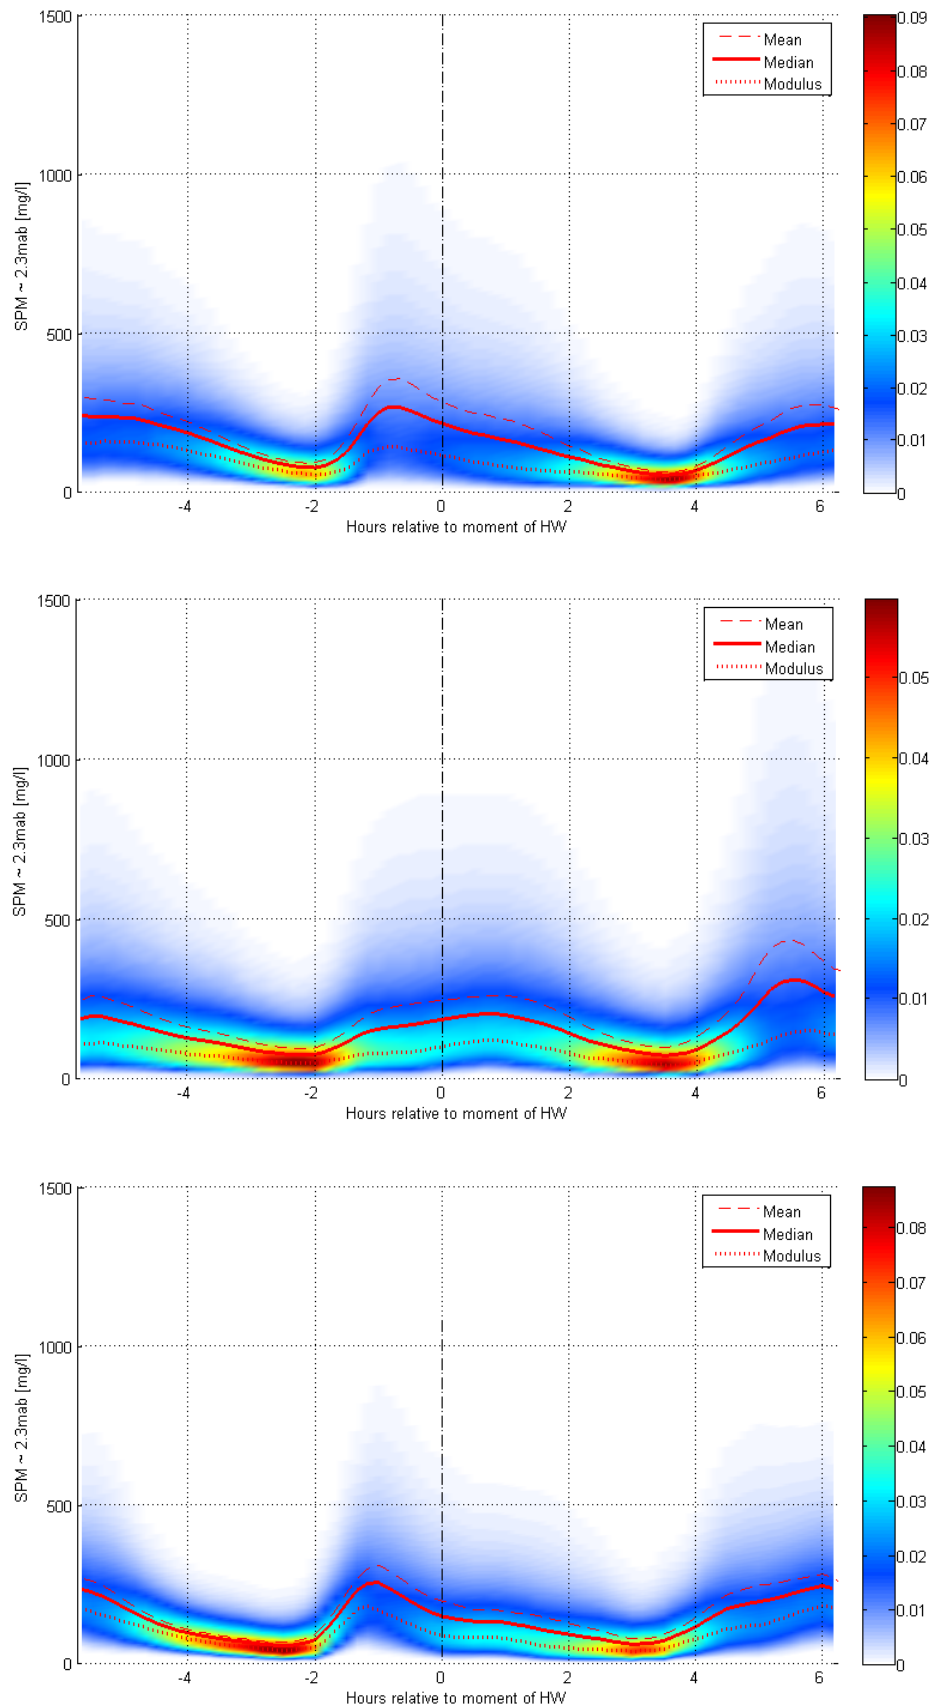 1500
1000
500
0
SPM ~ 2.3mab [mg/l]
-4 -2 0 2 4 6
Hours relative to moment of HW
Mean
Median
Modulus
0.09
0.08
0.07
0.06
0.05
0.04
0.03
0.02
0.01
0
1500
1000
500
0
SPM ~ 2.3mab [mg/l]
-4 -2 0 2 4 6
Hours relative to moment of HW
Mean
Median
Modulus
0.05
0.04
0.03
0.02
0.01
0
1500
1000
500
0
SPM ~ 2.3mab [mg/l]
-4 -2 0 2 4 6
Hours relative to moment of HW
Mean
Median
Modulus
0.08
0.07
0.06
0.05
0.04
0.03
0.02
0.01
0